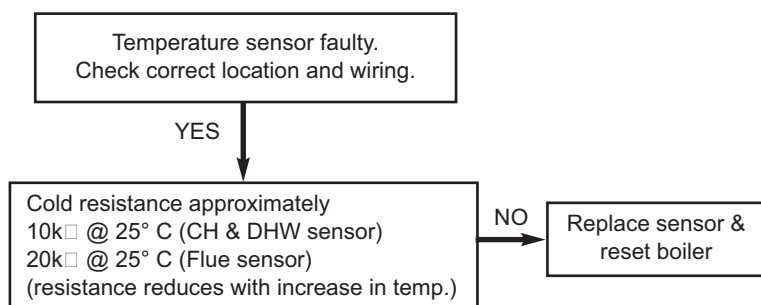 Temperature sensor faulty.
Check correct location and wiring.
YES
Cold resistance approximately
10k□ @ 25° C (CH & DHW sensor)
20k□ @ 25° C (Flue sensor)
(resistance reduces with increase in temp.)
NO
Replace sensor &
reset boiler